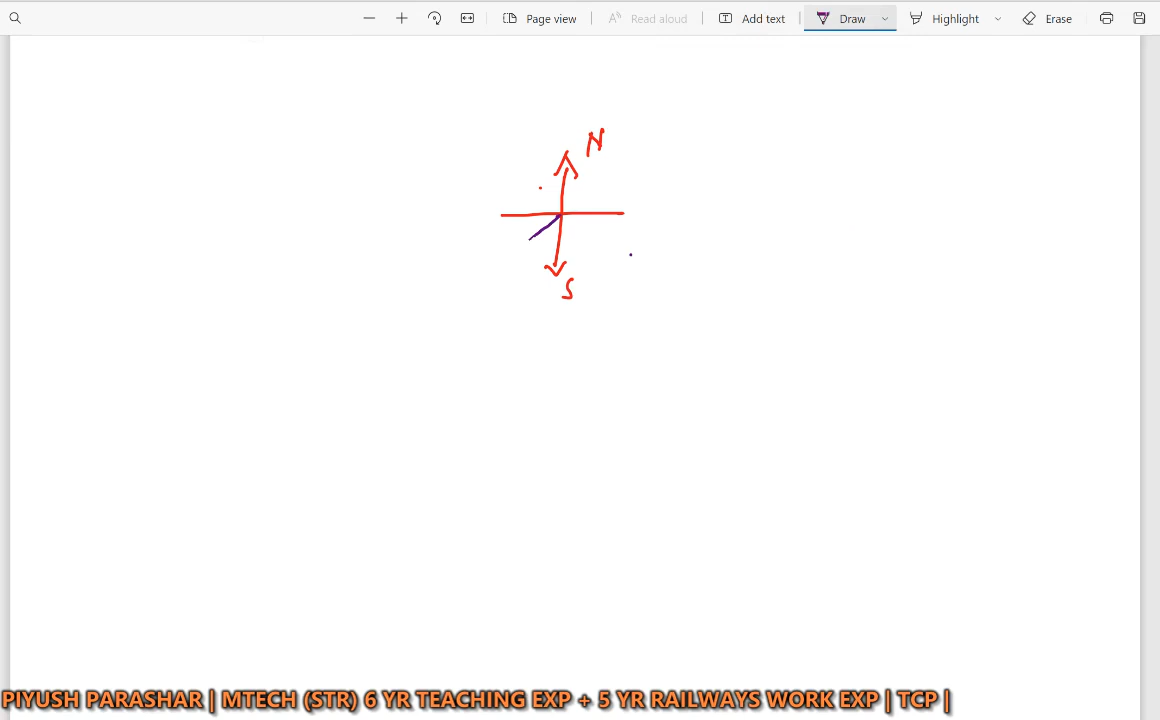 Page view Read aloud Add text Draw Highlight Erase
N
S
PIYUSH PARASHAR | MTECH (STR) 6 YR TEACHING EXP + 5 YR RAILWAYS WORK EXP | TCP |